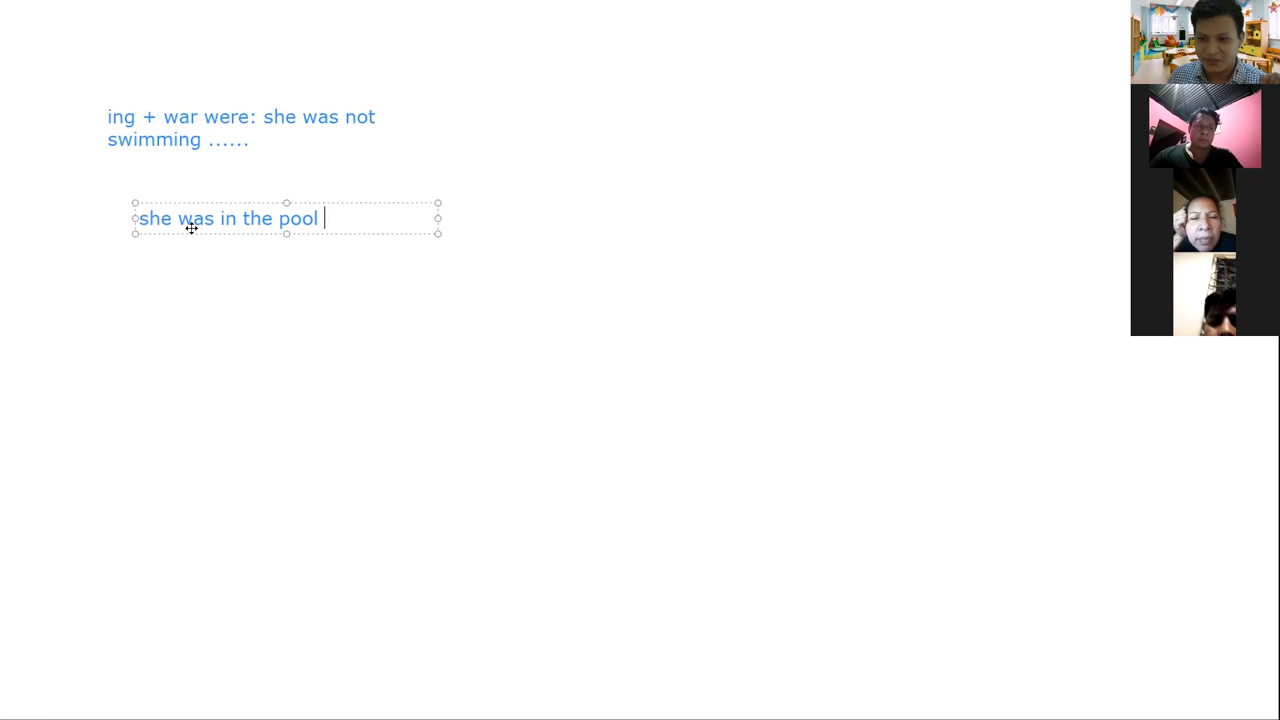 ing + war were: she was not
swimming ......
she was in the pool